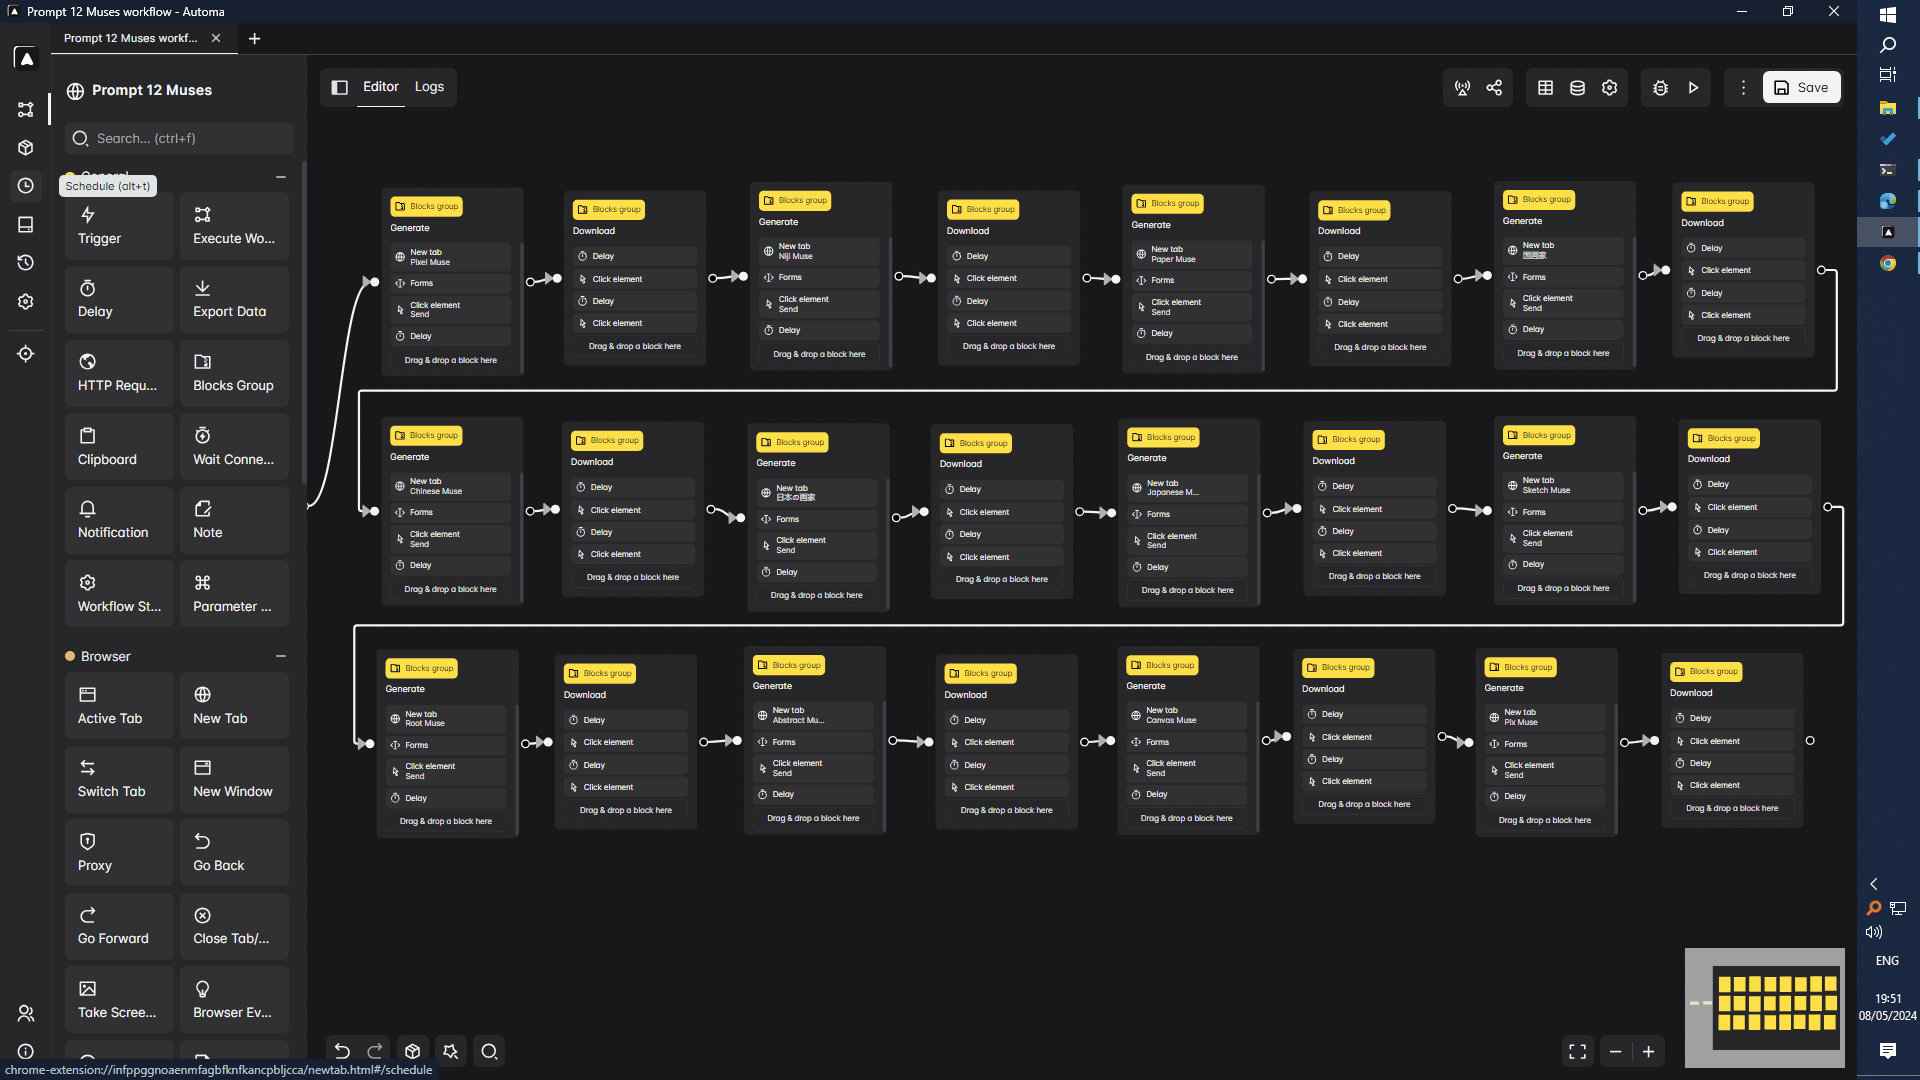 Prompt 12 Muses workflow - Automa
Prompt 12 Muses workf...
Prompt 12 Muses
Search... (ctrl+f)
Schedule (alt+t)
Trigger
Execute Wo...
Delay
Export Data
HTTP Requ...
Blocks Group
Clipboard
Wait Conne...
Notification
Note
Workflow St...
Parameter ...
Browser
Active Tab
New Tab
Switch Tab
New Window
Proxy
Go Back
Go Forward
Close Tab/...
Take Scree...
Browser Ev...
chrome-extension://infppggnoaenmfagbfknfkancpbljcca/newtab.html#/schedule
Editor
Logs
Save
Blocks group
Generate
New tab
Pixel Muse
Forms
Click element
Send
Delay
Drag & drop a block here
Blocks group
Download
Delay
Click element
Delay
Click element
Drag & drop a block here
Blocks group
Generate
New tab
Niji Muse
Forms
Click element
Send
Delay
Drag & drop a block here
Blocks group
Download
Delay
Click element
Delay
Click element
Drag & drop a block here
Blocks group
Generate
New tab
Paper Muse
Forms
Click element
Send
Delay
Drag & drop a block here
Blocks group
Download
Delay
Click element
Delay
Click element
Drag & drop a block here
Blocks group
Generate
New tab
国画家
Forms
Click element
Send
Delay
Drag & drop a block here
Blocks group
Download
Delay
Click element
Delay
Click element
Drag & drop a block here
Blocks group
Generate
New tab
Chinese Muse
Forms
Click element
Send
Delay
Drag & drop a block here
Blocks group
Download
Delay
Click element
Delay
Click element
Drag & drop a block here
Blocks group
Generate
New tab
日本の画家
Forms
Click element
Send
Delay
Drag & drop a block here
Blocks group
Download
Delay
Click element
Delay
Click element
Drag & drop a block here
Blocks group
Generate
New tab
Japanese M...
Forms
Click element
Send
Delay
Drag & drop a block here
Blocks group
Download
Delay
Click element
Delay
Click element
Drag & drop a block here
Blocks group
Generate
New tab
Sketch Muse
Forms
Click element
Send
Delay
Drag & drop a block here
Blocks group
Download
Delay
Click element
Delay
Click element
Drag & drop a block here
Blocks group
Generate
New tab
Root Muse
Forms
Click element
Send
Delay
Drag & drop a block here
Blocks group
Download
Delay
Click element
Delay
Click element
Drag & drop a block here
Blocks group
Generate
New tab
Abstract Mu...
Forms
Click element
Send
Delay
Drag & drop a block here
Blocks group
Download
Delay
Click element
Delay
Click element
Drag & drop a block here
Blocks group
Generate
New tab
Canvas Muse
Forms
Click element
Send
Delay
Drag & drop a block here
Blocks group
Download
Delay
Click element
Delay
Click element
Drag & drop a block here
Blocks group
Generate
New tab
Pix Muse
Forms
Click element
Send
Delay
Drag & drop a block here
Blocks group
Download
Delay
Click element
Delay
Click element
Drag & drop a block here
ENG
19:51
08/05/2024